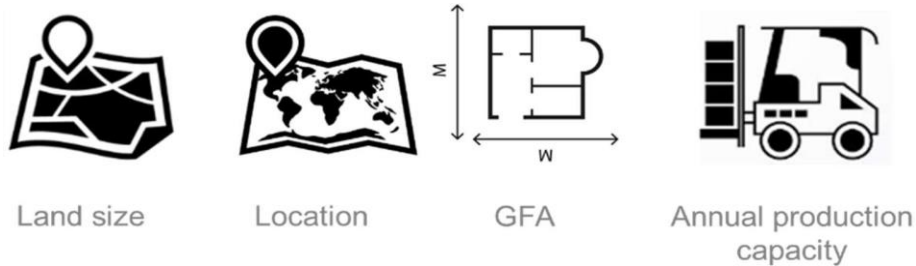 M
M
Land size
Location
GFA
Annual production
capacity